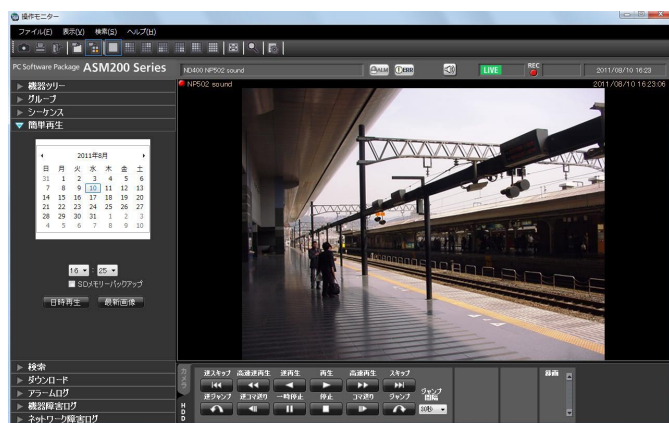 操作モニター
ファイル(F) 表示(V) 検索(S) ヘルプ(H)
PC Software Package ASM200 Series
ND400 NP502 sound
ALM
ERR
LIVE
REC
2011/08/10 16:23
機器ツリー
グループ
シーケンス
簡単再生
NP502 sound
2011/08/10 16:23:06
2011年8月
日 月 火 水 木 金 土
31 1 2 3 4 5 6
7 8 9 10 11 12 13
14 15 16 17 18 19 20
21 22 23 24 25 26 27
28 29 30 31 1 2 3
4 5 6 7 8 9 10
16 : 25
SDメモリーバックアップ
日時再生 最新画像
検索
ダウンロード
アラームログ
機器障害ログ
ネットワーク障害ログ
HDD
逆スキップ 高速逆再生 逆再生 再生 高速再生 スキップ
逆ジャンプ 逆コマ送り 一時停止 停止 コマ送り ジャンプ
ジャンプ間隔
30秒
録画